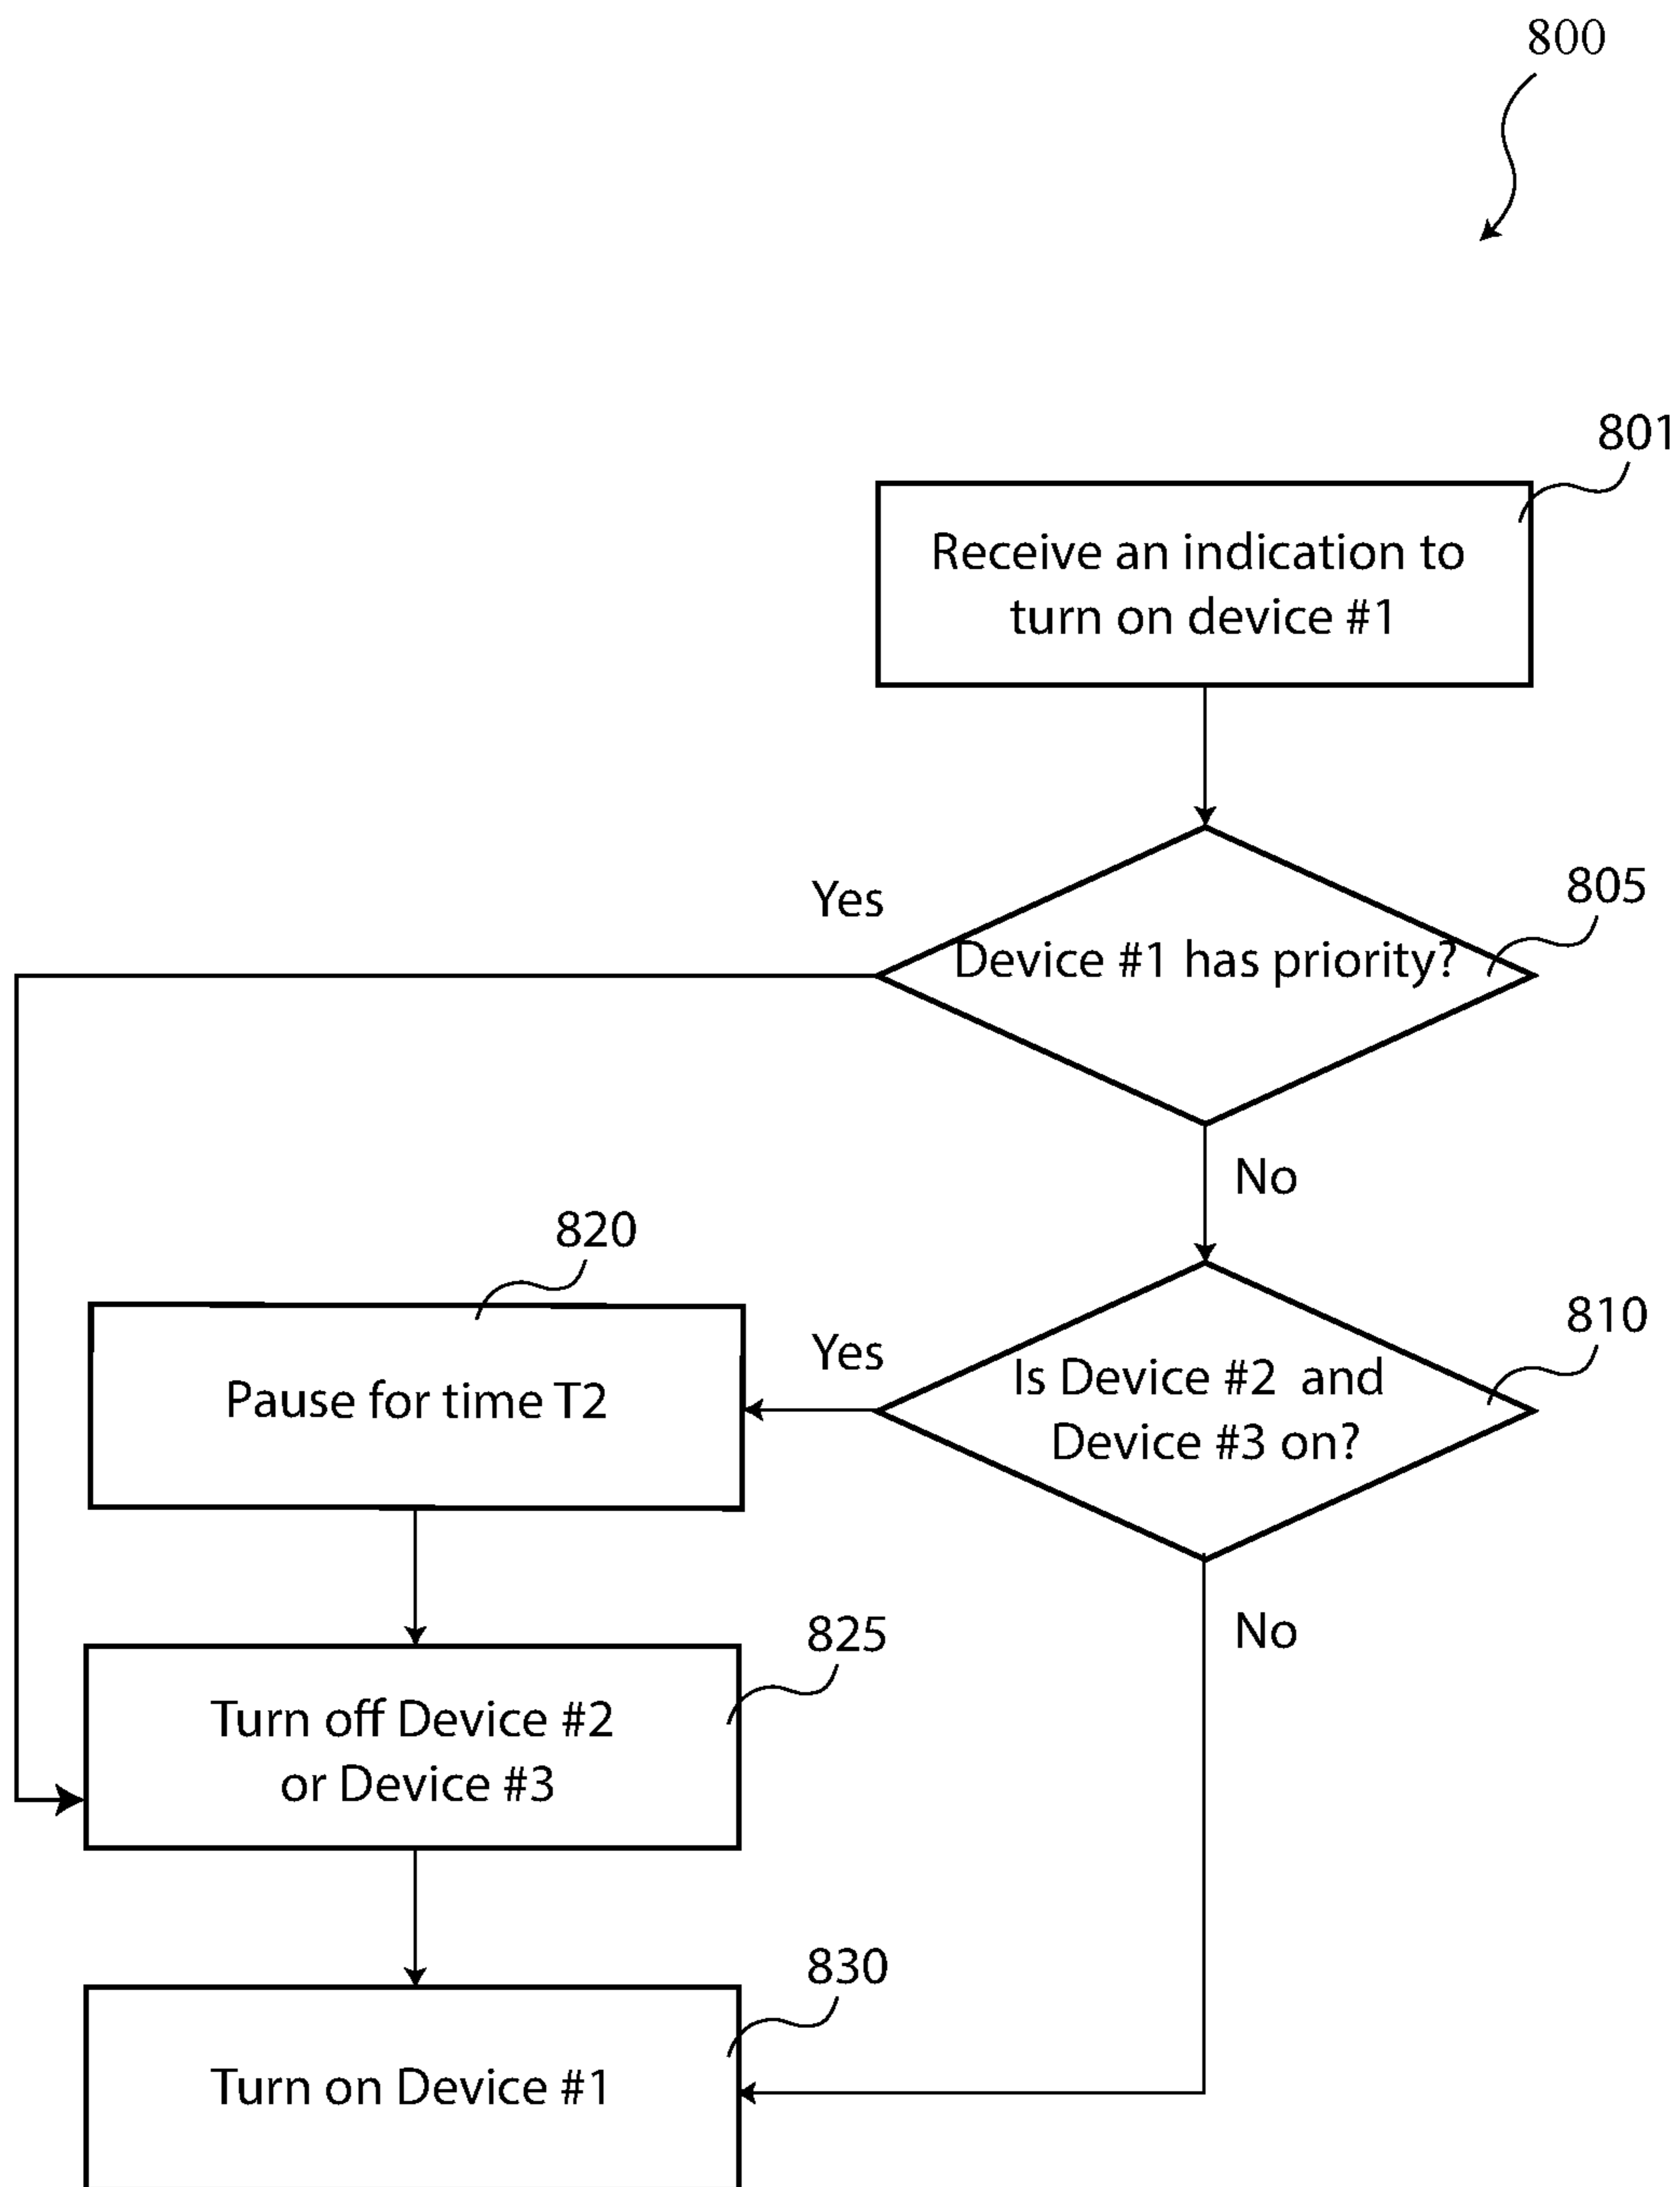 800
801
Receive an indication to
turn on device #1
805
Yes
Device #1 has priority?
No
820
810
Yes
Is Device #2 and
Device #3 on?
Pause for time T2
825
No
Turn off Device #2
or Device #3
830
Turn on Device #1